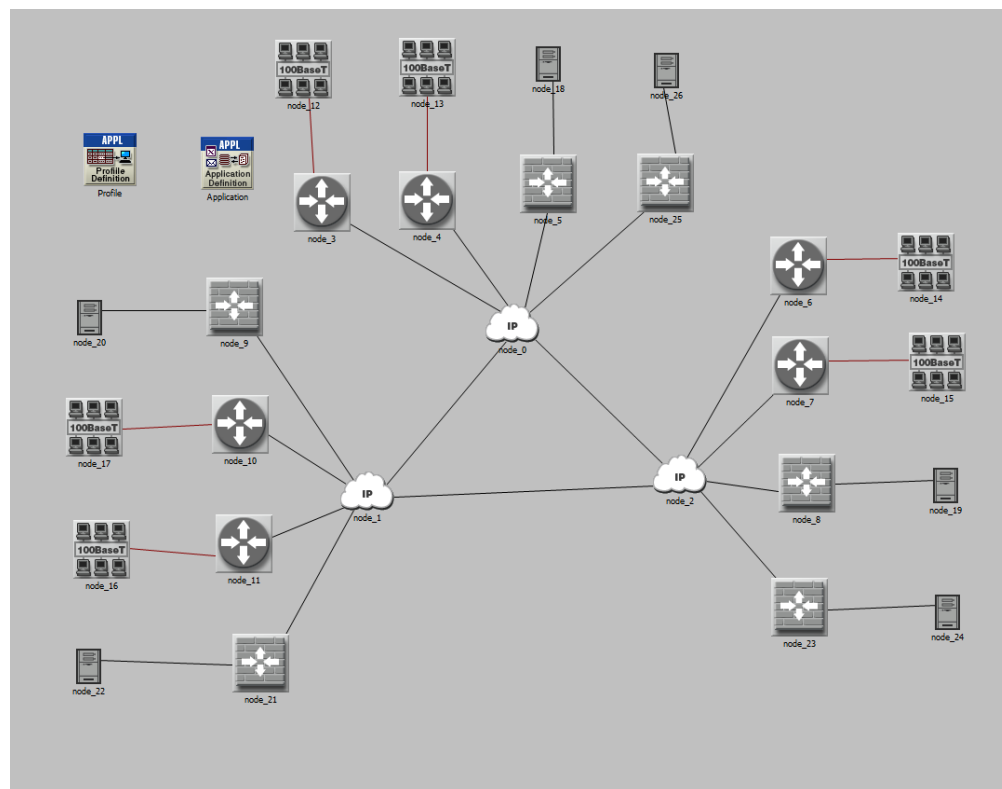 100BaseT
node_12
100BaseT
node_13
node_18
node_26
APPL
Profile
Definition
Profile
APPL
Application
Definition
Application
node_3
node_4
node_5
node_25
node_6
100BaseT
node_14
node_20
node_9
IP
node_0
node_7
100BaseT
node_15
100BaseT
node_17
node_10
IP
node_1
IP
node_2
node_8
node_19
100BaseT
node_16
node_11
node_23
node_24
node_22
node_21